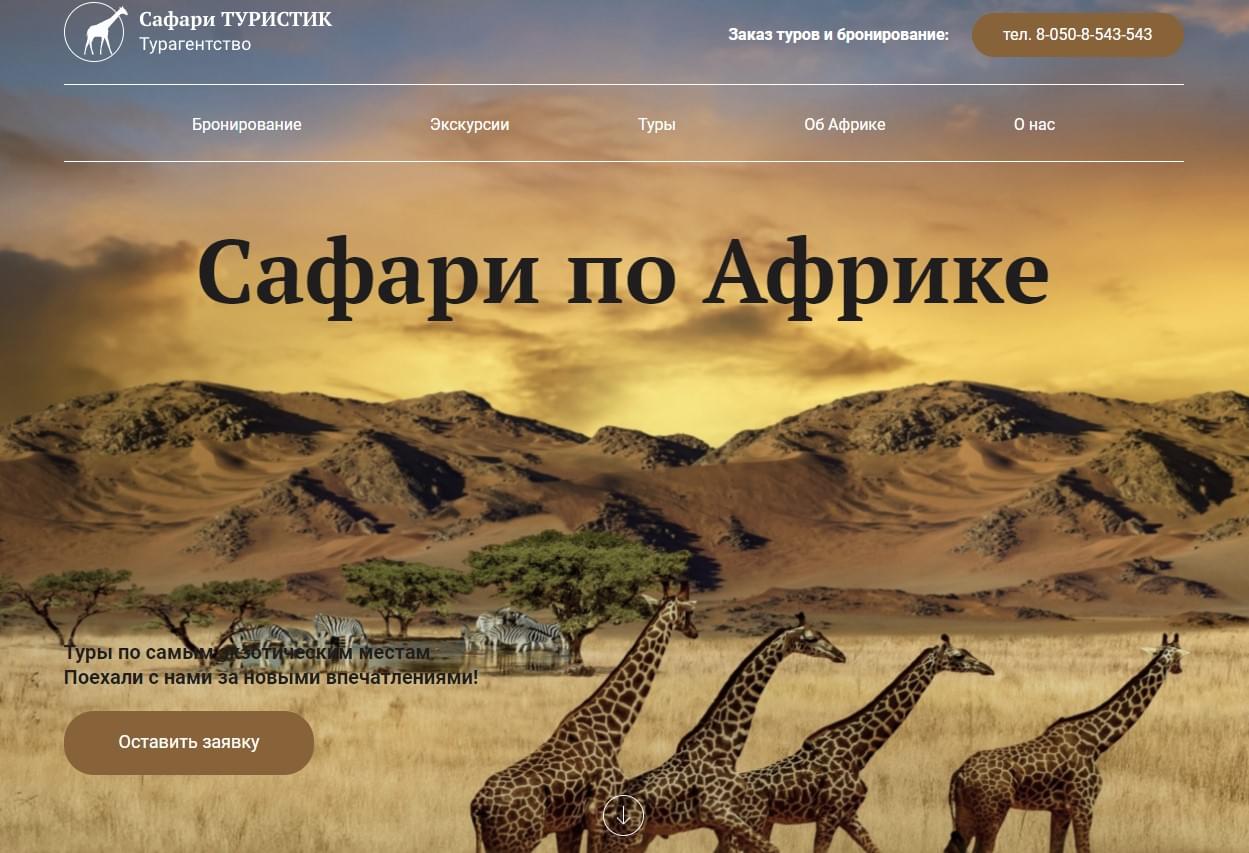 Сафари ТУРИСТИК
Турагентство
Заказ туров и бронирование:
тел. 8-050-8-543-543
Бронирование
Экскурсии
Туры
Об Африке
О нас
Сафари по Африке
Туры по самым экзотическим местам
Поехали с нами за новыми впечатлениями!
Оставить заявку